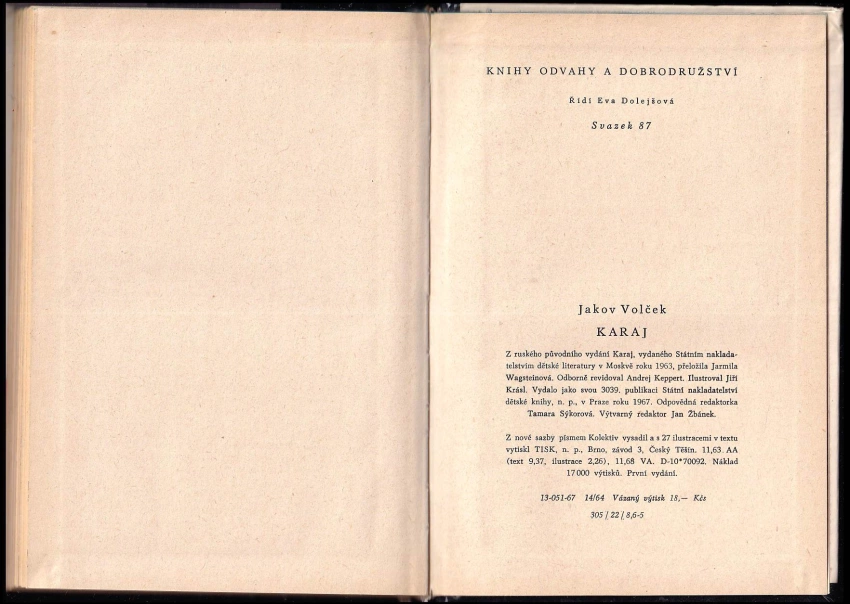 KNIHY ODVAHY A DOBRODRUŽSTVÍ
Řídí Eva Dolejšová
Svazek 87
Jakov Volček
KARAJ
Z ruského původního vydání Karaj, vydaného Státním naklada-
telstvím dětské literatury v Moskvě roku 1963, přeložila Jarmila
Wagsteinová. Odborně revidoval Andrej Keppert. Ilustroval Jiří
Krásl. Vydalo jako svou 3039. publikaci Státní nakladatelství
dětské knihy, n. p., v Praze roku 1967. Odpovědná redaktorka
Tamara Sýkorová. Výtvarný redaktor Jan Žbánek.
Z nové sazby písmem Kolektiv vysadil a s 27 ilustracemi v textu
vytiskl TISK, n. p., Brno, závod 3, Český Těšín. 11,63 AA
(text 9,37, ilustrace 2,26), 11,68 VA. D-10*70092. Náklad
17 000 výtisků. První vydání.
13-051-67 14/64 Vázaný výtisk 18,— Kčs
305/22/8,6-5